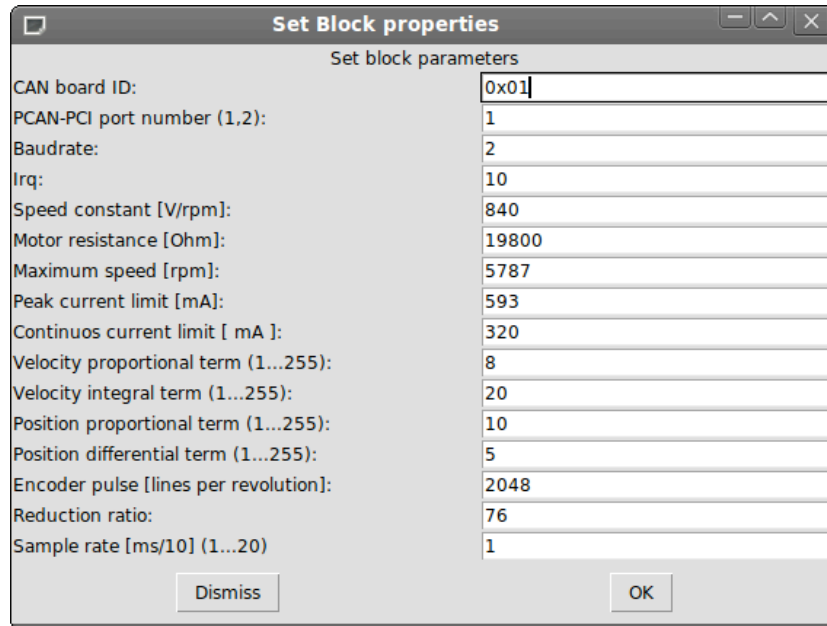 Set Block properties
Set block parameters
CAN board ID: 0x01
PCAN-PCI port number (1,2): 1
Baudrate: 2
Irq: 10
Speed constant [V/rpm]: 840
Motor resistance [Ohm]: 19800
Maximum speed [rpm]: 5787
Peak current limit [mA]: 593
Continuos current limit [ mA ]: 320
Velocity proportional term (1...255): 8
Velocity integral term (1...255): 20
Position proportional term (1...255): 10
Position differential term (1...255): 5
Encoder pulse [lines per revolution]: 2048
Reduction ratio: 76
Sample rate [ms/10] (1...20) 1
Dismiss OK